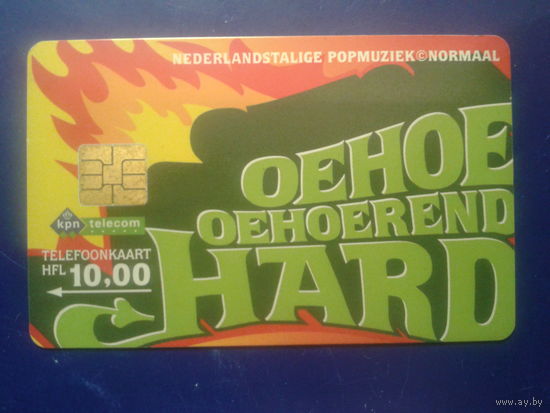 NEDERLANDSTALIGE POPMUZIEK©NORMAAL
OEHOE
OEHOEREND
HARD
kpn telecom
TELEFOONKAART
HFL 10,00
www.ay.by